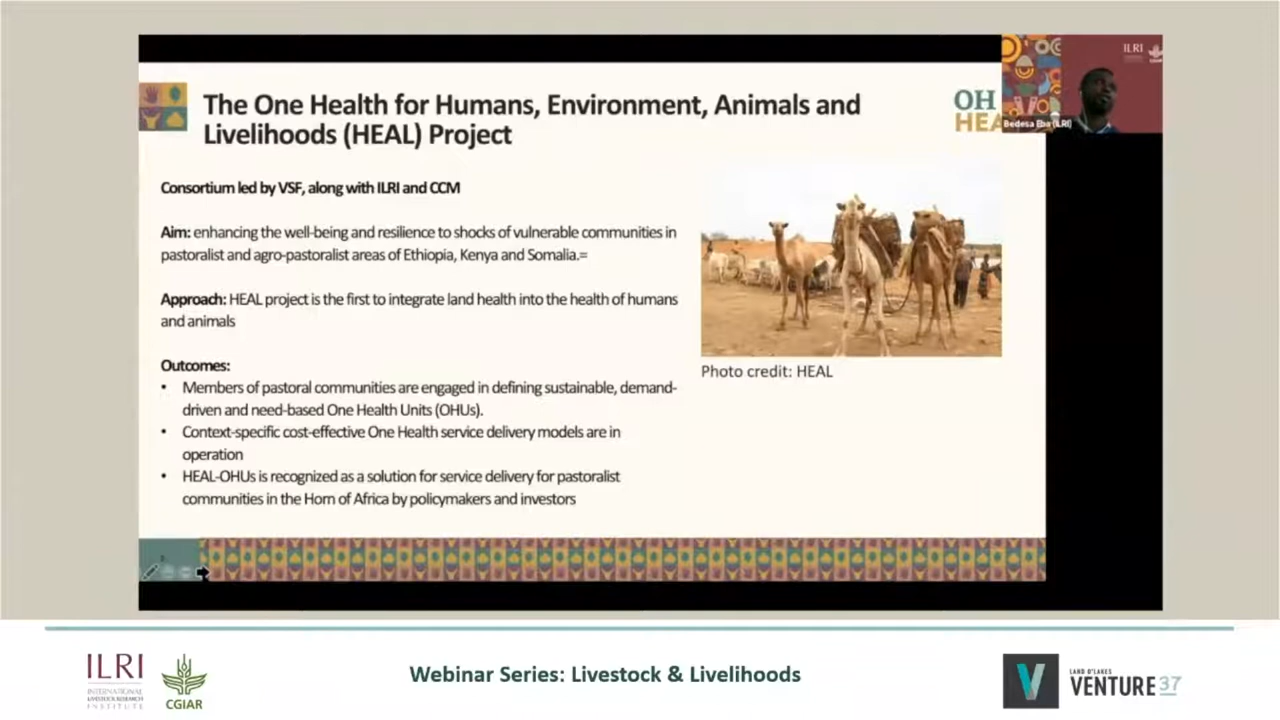 The One Health for Humans, Environment, Animals and
Livelihoods (HEAL) Project
OH
HEA
ILRI
Bedesa Eba (ILRI)
Consortium led by VSF, along with ILRI and CCM
Aim: enhancing the well-being and resilience to shocks of vulnerable communities in
pastoralist and agro-pastoralist areas of Ethiopia, Kenya and Somalia.=
Approach: HEAL project is the first to integrate land health into the health of humans
and animals
Outcomes:
• Members of pastoral communities are engaged in defining sustainable, demand-
driven and need-based One Health Units (OHUs).
• Context-specific cost-effective One Health service delivery models are in
operation
• HEAL-OHUs is recognized as a solution for service delivery for pastoralist
communities in the Horn of Africa by policymakers and investors
Photo credit: HEAL
ILRI
INTERNATIONAL
LIVESTOCK RESEARCH
INSTITUTE
CGIAR
Webinar Series: Livestock & Livelihoods
LAND O'LAKES
VENTURE37